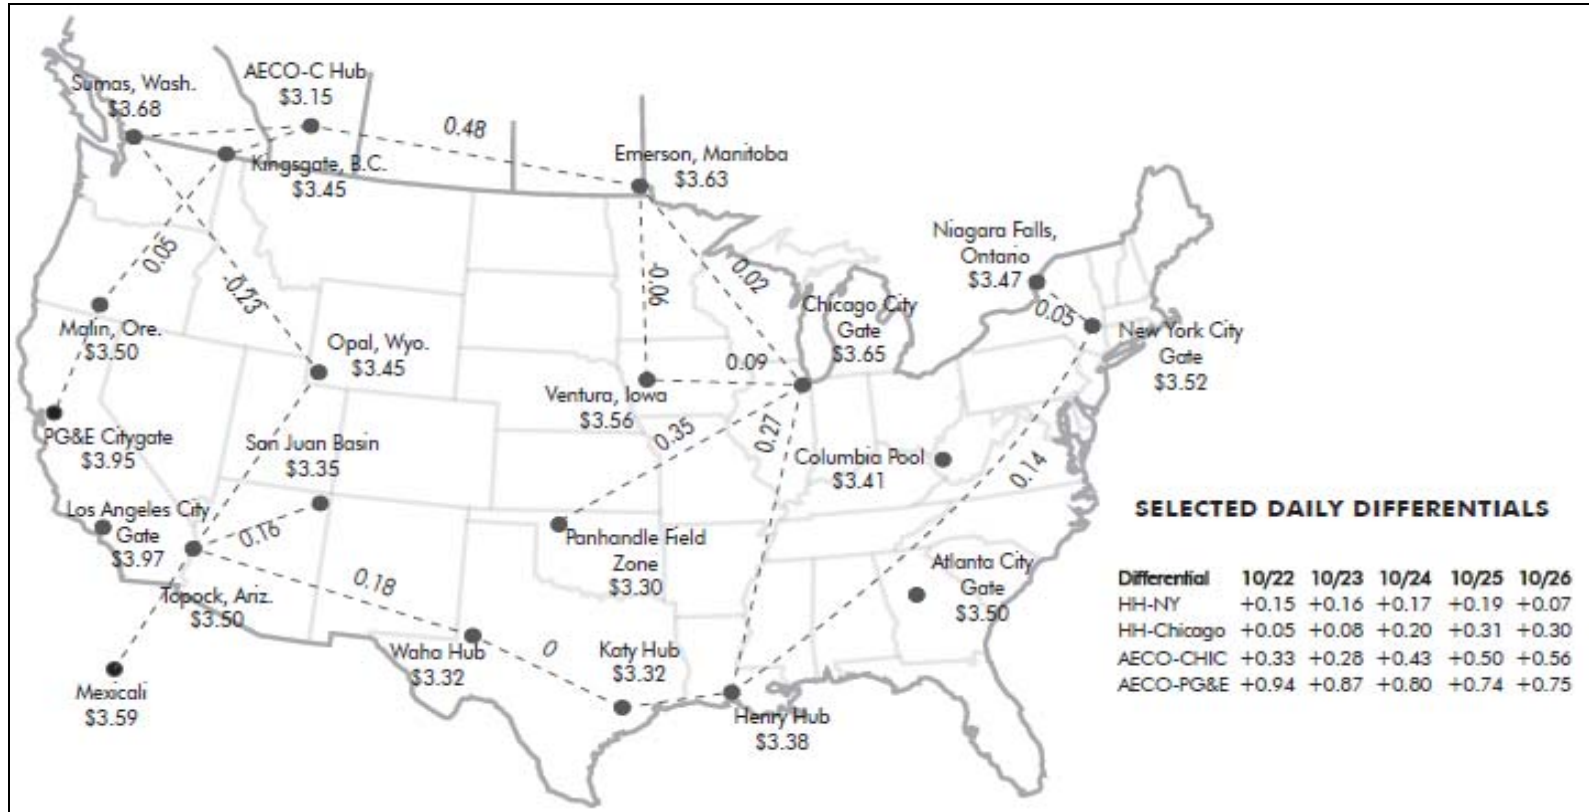 Sumas, Wash.
$3.68
AECO-C Hub
$3.15
0.48
Emerson, Manitoba
$3.63
Kingsgate, B.C.
$3.45
0.05
-0.23
-0.06
0.02
Niagara Falls,
Ontario
$3.47
0.05
New York City
Gate
$3.52
Malin, Ore.
$3.50
Opal, Wyo.
$3.45
Chicago City
Gate
$3.65
0.09
Ventura, Iowa
$3.56
0.35
0.27
PG&E Citygate
$3.95
San Juan Basin
$3.35
Columbia Pool
$3.41
0.14
Los Angeles City
Gate
$3.97
0.16
Topock, Ariz.
$3.50
0.18
Panhandle Field
Zone
$3.30
Atlanta City
Gate
$3.50
Mexicali
$3.59
Waha Hub
$3.32
0
Katy Hub
$3.32
Henry Hub
$3.38
SELECTED DAILY DIFFERENTIALS
Differential 10/22 10/23 10/24 10/25 10/26
HH-NY +0.15 +0.16 +0.17 +0.19 +0.07
HH-Chicago +0.05 +0.08 +0.20 +0.31 +0.30
AECO-CHIC +0.33 +0.28 +0.43 +0.50 +0.56
AECO-PG&E +0.94 +0.87 +0.80 +0.74 +0.75